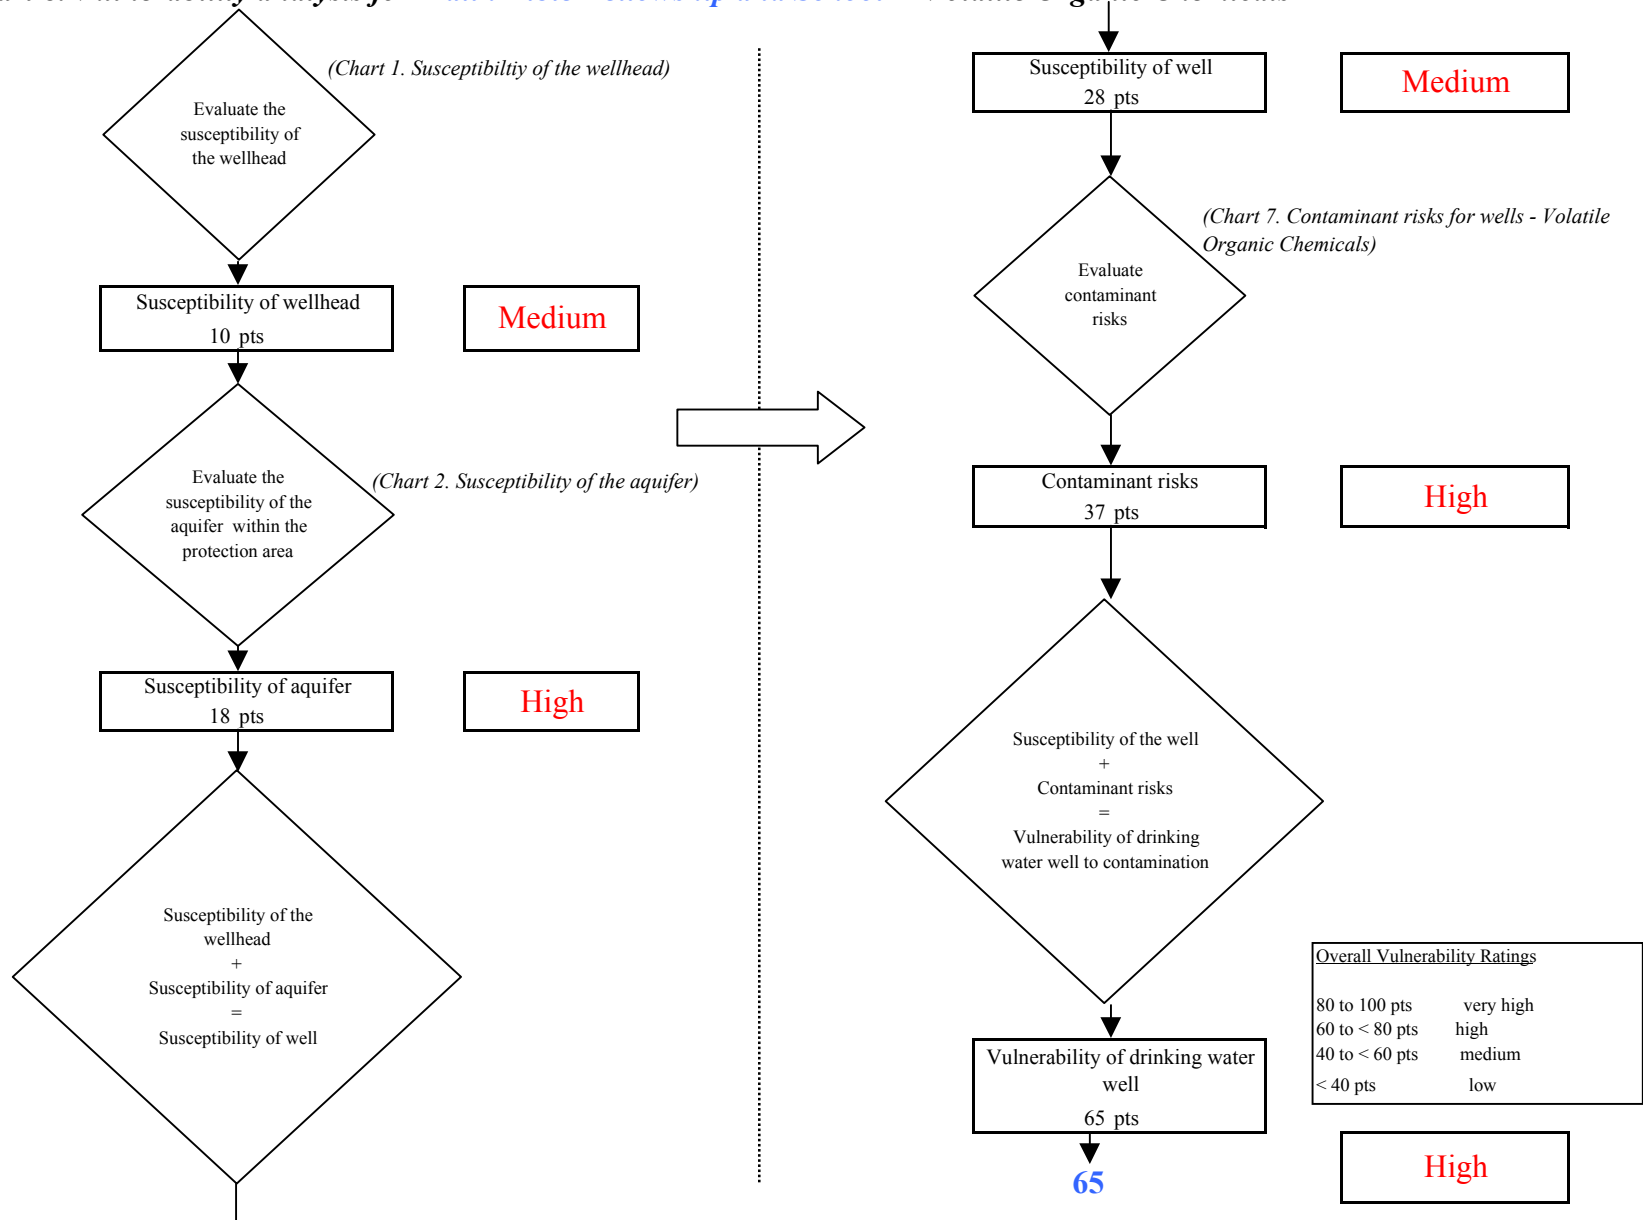 (Chart 1. Susceptibiltiy of the wellhead)
Evaluate the
susceptibility of
the wellhead
Susceptibility of wellhead
10 pts
Medium
Evaluate the
susceptibility of the
aquifer within the
protection area
(Chart 2. Susceptibility of the aquifer)
Susceptibility of aquifer
18 pts
High
Susceptibility of the
wellhead
+
Susceptibility of aquifer
=
Susceptibility of well
Susceptibility of well
28 pts
Medium
(Chart 7. Contaminant risks for wells - Volatile
Organic Chemicals)
Evaluate
contaminant
risks
Contaminant risks
37 pts
High
Susceptibility of the well
+
Contaminant risks
=
Vulnerability of drinking
water well to contamination
Overall Vulnerability Ratings
80 to 100 pts very high
60 to < 80 pts high
40 to < 60 pts medium
< 40 pts low
Vulnerability of drinking water
well
65 pts
65
High